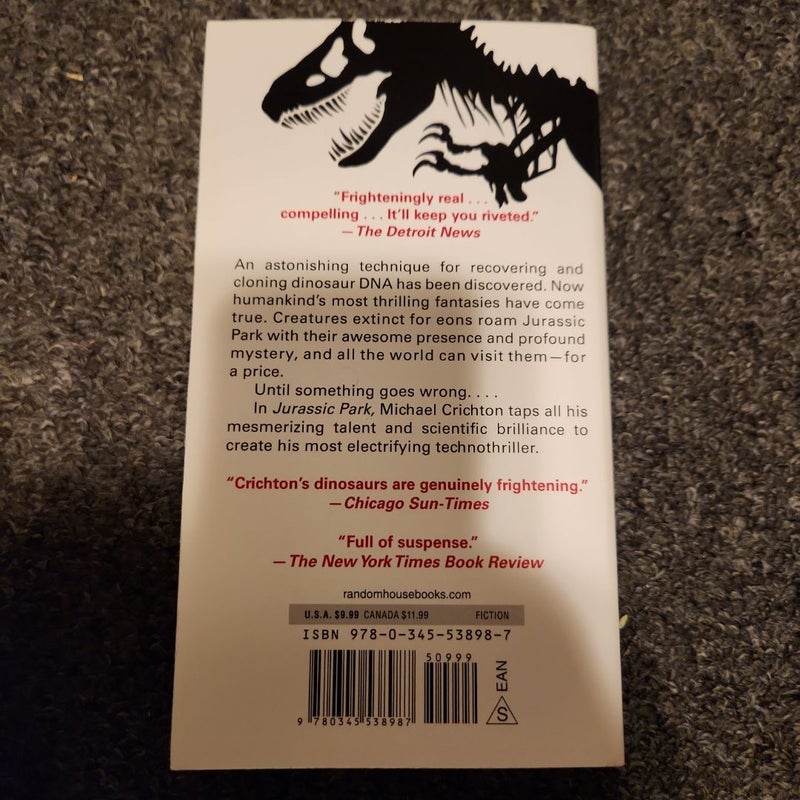 "Frighteningly real . . .
compelling . . . It'll keep you riveted."
—The Detroit News
An astonishing technique for recovering and
cloning dinosaur DNA has been discovered. Now
humankind's most thrilling fantasies have come
true. Creatures extinct for eons roam Jurassic
Park with their awesome presence and profound
mystery, and all the world can visit them—for
a price.
Until something goes wrong. . . .
In Jurassic Park, Michael Crichton taps all his
mesmerizing talent and scientific brilliance to
create his most electrifying technothriller.
"Crichton's dinosaurs are genuinely frightening."
—Chicago Sun-Times
"Full of suspense."
—The New York Times Book Review
randomhousebooks.com
U.S.A. $9.99 CANADA $11.99 FICTION
ISBN 978-0-345-53898-7
50999
9 780345 538987
S EAN